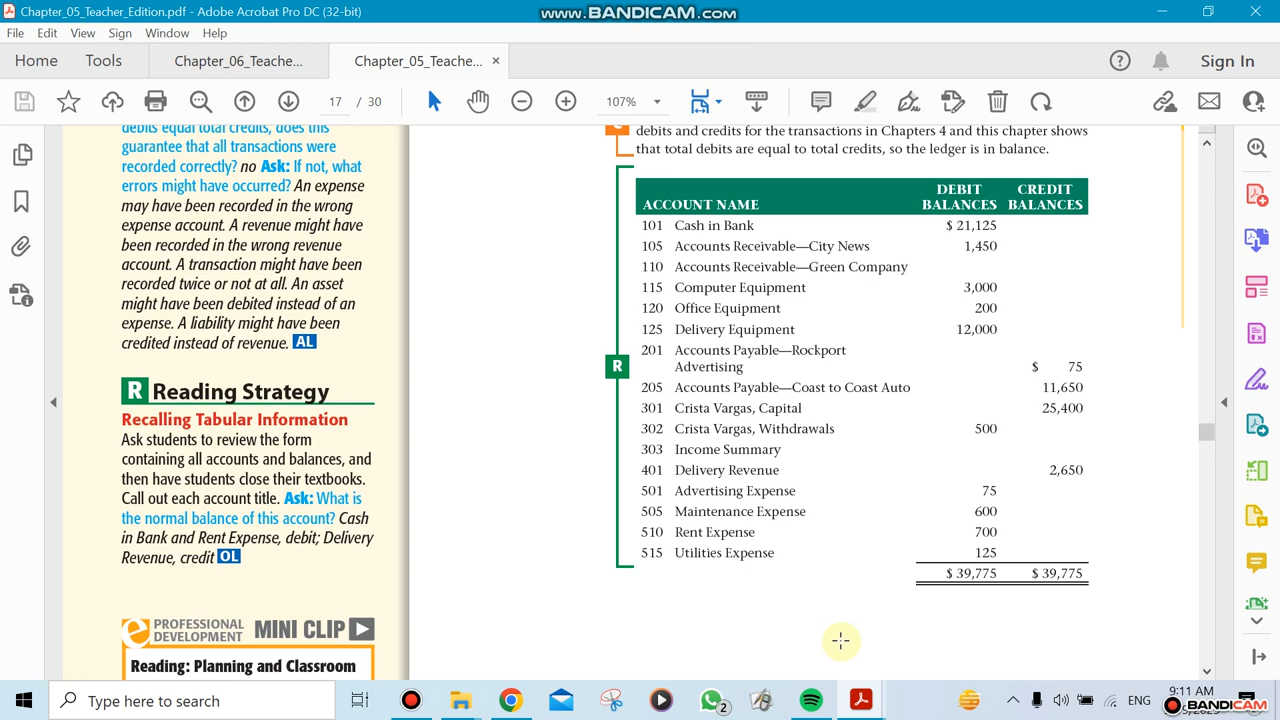 Chapter_05_Teacher_Edition.pdf - Adobe Acrobat Pro DC (32-bit)
www.BANDICAM.com
File Edit View Sign Window Help
Home Tools Chapter_06_Teache... Chapter_05_Teache... × Sign In
17 / 30 107%
debits equal total credits, does this
guarantee that all transactions were
recorded correctly? no Ask: If not, what
errors might have occurred? An expense
may have been recorded in the wrong
expense account. A revenue might have
been recorded in the wrong revenue
account. A transaction might have been
recorded twice or not at all. An asset
might have been debited instead of an
expense. A liability might have been
credited instead of revenue. AL
R Reading Strategy
Recalling Tabular Information
Ask students to review the form
containing all accounts and balances, and
then have students close their textbooks.
Call out each account title. Ask: What is
the normal balance of this account? Cash
in Bank and Rent Expense, debit; Delivery
Revenue, credit OL
e PROFESSIONAL
DEVELOPMENT MINI CLIP
Reading: Planning and Classroom
debits and credits for the transactions in Chapters 4 and this chapter shows
that total debits are equal to total credits, so the ledger is in balance.
R
DEBIT CREDIT
ACCOUNT NAME BALANCES BALANCES
101 Cash in Bank $ 21,125
105 Accounts Receivable—City News 1,450
110 Accounts Receivable—Green Company
115 Computer Equipment 3,000
120 Office Equipment 200
125 Delivery Equipment 12,000
201 Accounts Payable—Rockport
Advertising $ 75
205 Accounts Payable—Coast to Coast Auto 11,650
301 Crista Vargas, Capital 25,400
302 Crista Vargas, Withdrawals 500
303 Income Summary
401 Delivery Revenue 2,650
501 Advertising Expense 75
505 Maintenance Expense 600
510 Rent Expense 700
515 Utilities Expense 125
$ 39,775 $ 39,775
Type here to search
2
ENG
9:11 AM
BANDICAM